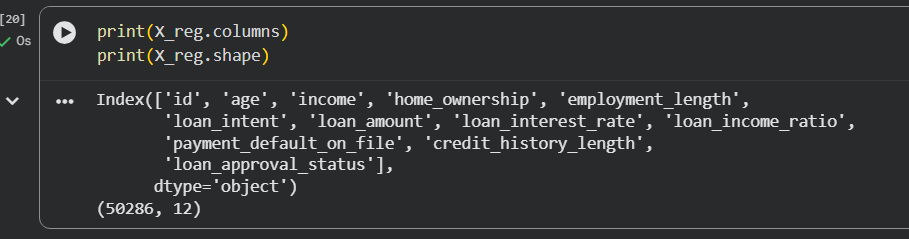 [20]
0s
print(X_reg.columns)
print(X_reg.shape)
Index(['id', 'age', 'income', 'home_ownership', 'employment_length',
'loan_intent', 'loan_amount', 'loan_interest_rate', 'loan_income_ratio',
'payment_default_on_file', 'credit_history_length',
'loan_approval_status'],
dtype='object')
(50286, 12)